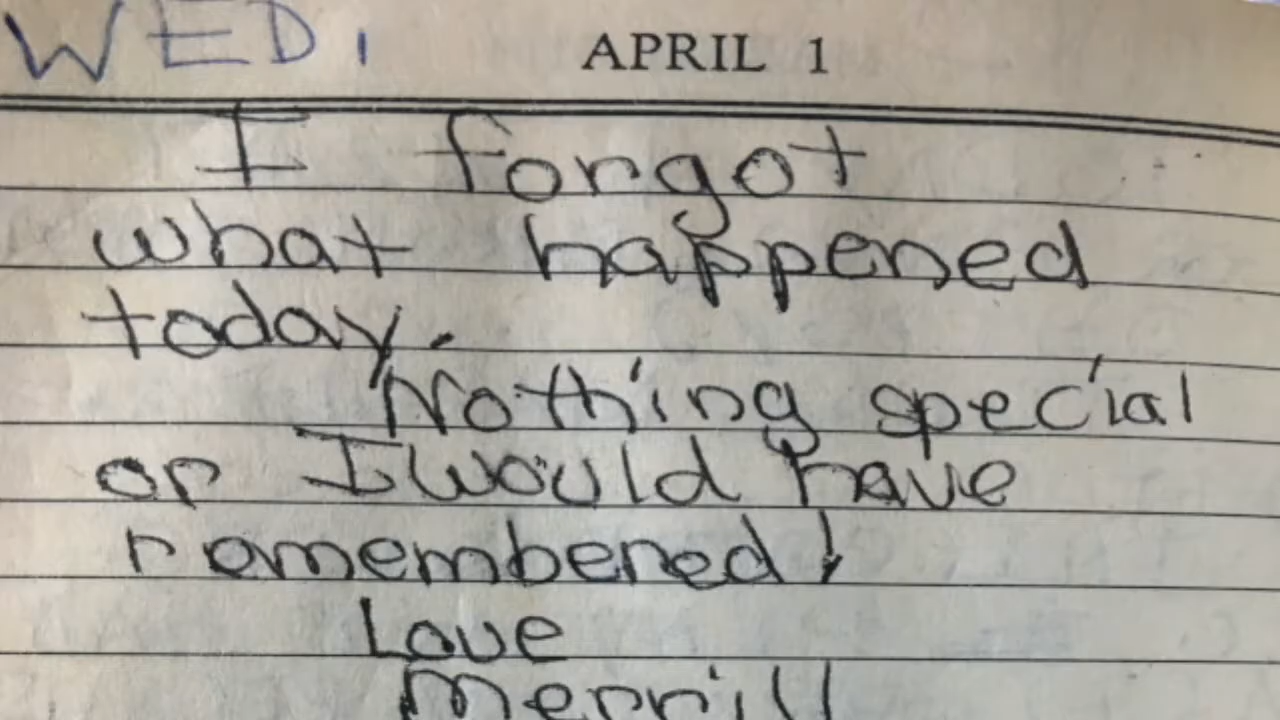 WED, APRIL 1
I forgot
what happened
today.
Nothing special
or I would have
remembered!
Love
Merrill